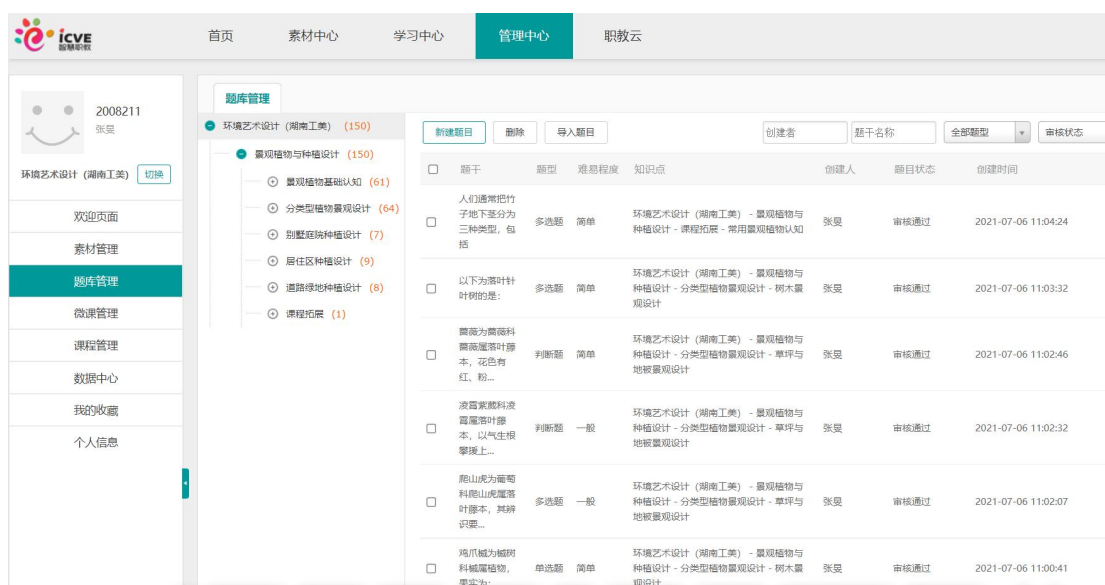 icve
智慧职教
首页
素材中心
学习中心
管理中心
职教云
2008211
张旻
环境艺术设计（湖南工美）
切换
欢迎页面
素材管理
题库管理
微课管理
课程管理
数据中心
我的收藏
个人信息
题库管理
环境艺术设计（湖南工美） (150)
景观植物与种植设计 (150)
景观植物基础认知 (61)
分类型植物景观设计 (64)
别墅庭院种植设计 (7)
居住区种植设计 (9)
道路绿地种植设计 (8)
课程拓展 (1)
新建题目
删除
导入题目
创建者
题干名称
全部题型
审核状态
题干
题型
难易程度
知识点
创建人
题目状态
创建时间
人们通常把竹
子地下茎分为
三种类型，包
括
多选题
简单
环境艺术设计（湖南工美） - 景观植物与
种植设计 - 课程拓展 - 常用景观植物认知
张旻
审核通过
2021-07-06 11:04:24
以下为落叶针
叶树的是：
多选题
简单
环境艺术设计（湖南工美） - 景观植物与
种植设计 - 分类型植物景观设计 - 树木景
观设计
张旻
审核通过
2021-07-06 11:03:32
蔷薇为蔷薇科
蔷薇属落叶藤
本，花色有
红、粉...
判断题
简单
环境艺术设计（湖南工美） - 景观植物与
种植设计 - 分类型植物景观设计 - 草坪与
地被景观设计
张旻
审核通过
2021-07-06 11:02:46
凌霄紫葳科凌
霄属落叶藤
本，以气生根
攀援上...
判断题
一般
环境艺术设计（湖南工美） - 景观植物与
种植设计 - 分类型植物景观设计 - 草坪与
地被景观设计
张旻
审核通过
2021-07-06 11:02:32
爬山虎为葡萄
科爬山虎属落
叶藤本，其辨
识要...
多选题
一般
环境艺术设计（湖南工美） - 景观植物与
种植设计 - 分类型植物景观设计 - 草坪与
地被景观设计
张旻
审核通过
2021-07-06 11:02:07
鸡爪槭为槭树
科槭属植物，
果实为：
单选题
简单
环境艺术设计（湖南工美） - 景观植物与
种植设计 - 分类型植物景观设计 - 树木景
观设计
张旻
审核通过
2021-07-06 11:00:41